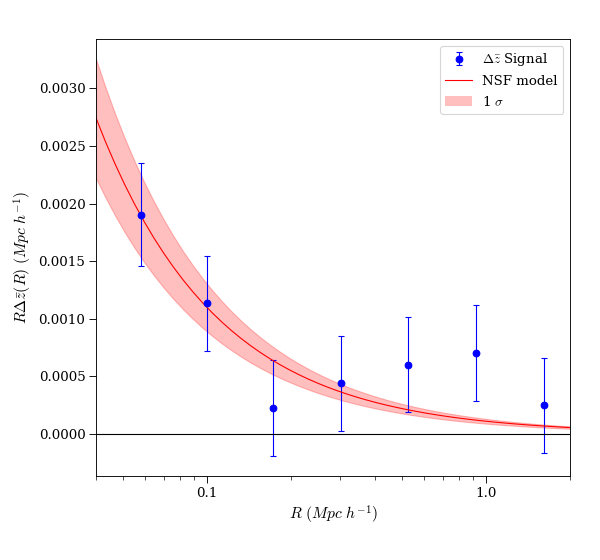 Δz̄ Signal
NSF model
1 σ
0.0030
0.0025
0.0020
0.0015
0.0010
0.0005
0.0000
RΔz̄(R) (Mpc h⁻¹)
0.1
1.0
R (Mpc h⁻¹)